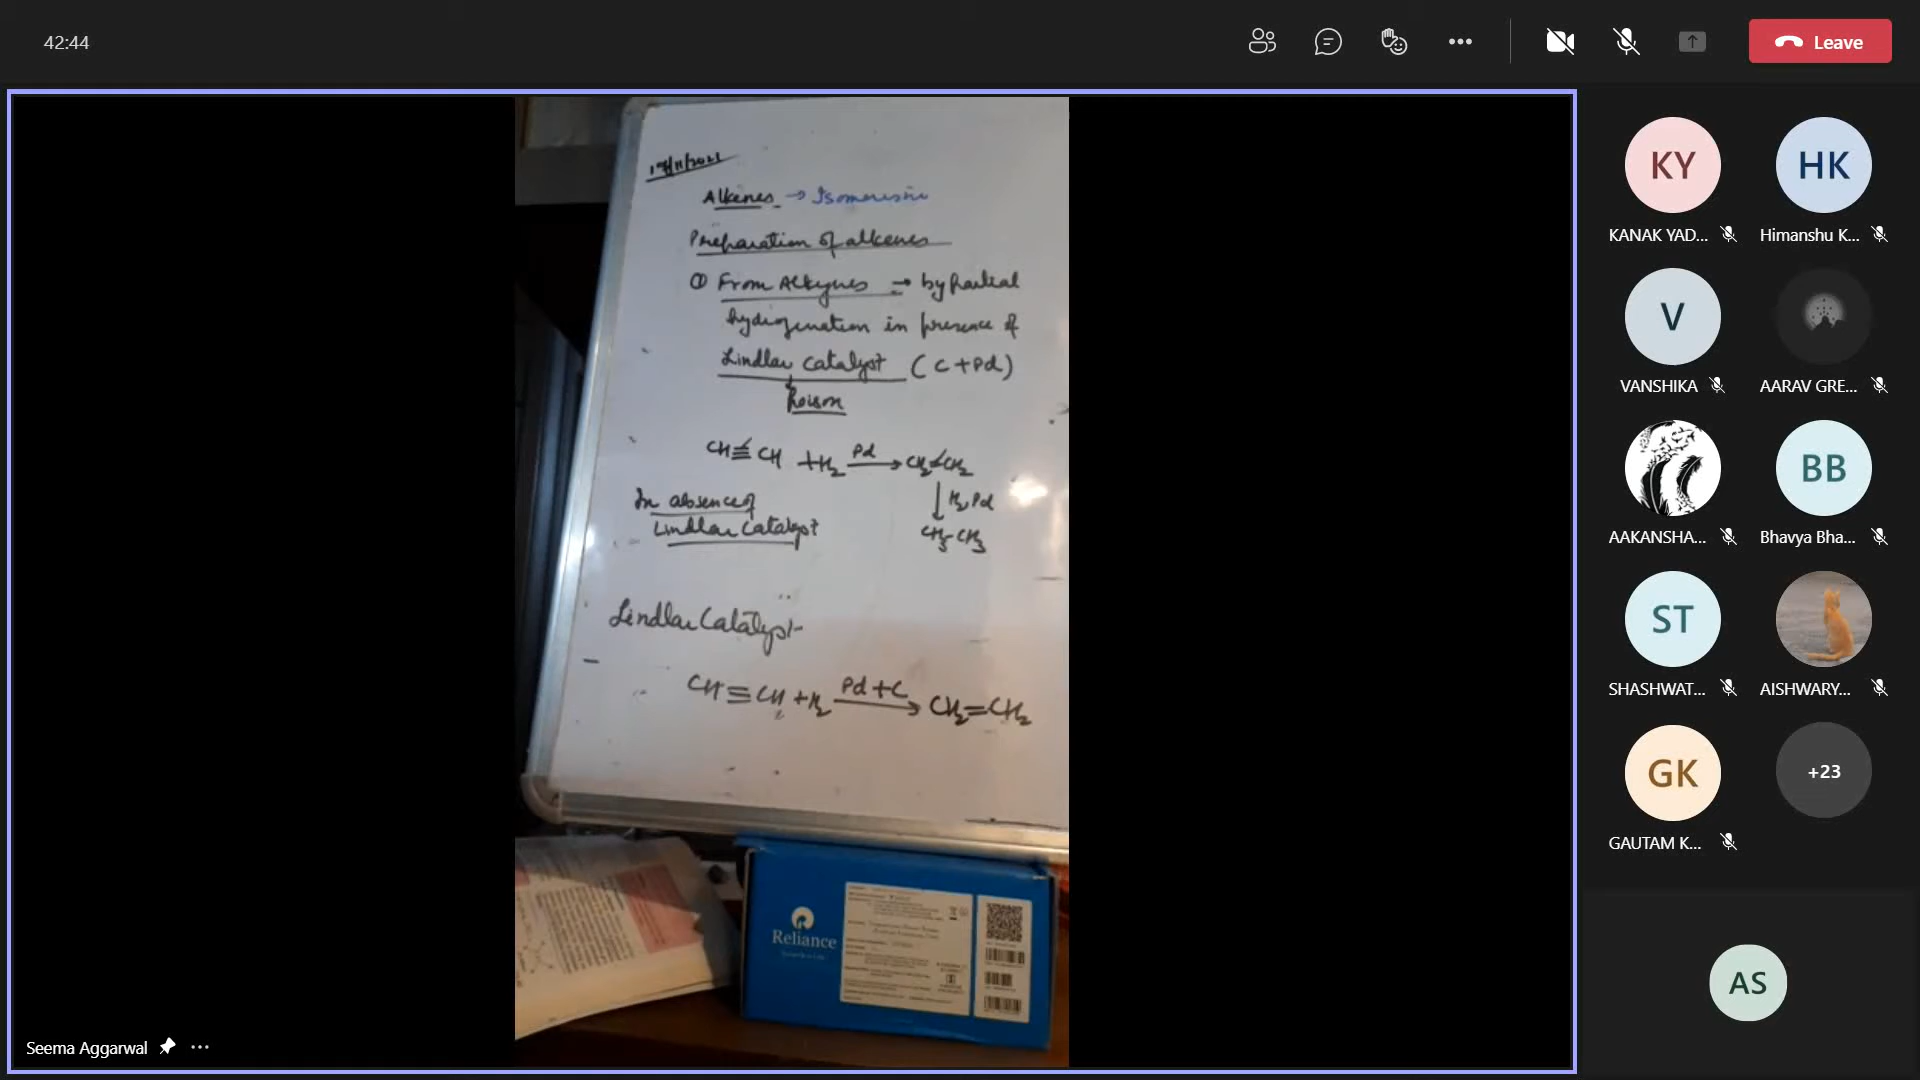 42:44
Leave
17/11/2021
Alkenes → Isomerism
Preparation of alkenes
① From Alkynes → by partial
hydrogenation in presence of
Lindlar catalyst (C + Pd)
Poison
CH≡CH + H₂ Pd → CH₂=CH₂
In absence of
Lindlar Catalyst
↓ H₂, Pd
CH₃-CH₃
Lindlar Catalyst-
CH≡CH + H₂ Pd + C → CH₂=CH₂
Reliance
Seema Aggarwal
KY
KANAK YAD...
HK
Himanshu K...
V
VANSHIKA
AARAV GRE...
AAKANSHA...
BB
Bhavya Bha...
ST
SHASHWAT...
AISHWARY...
GK
GAUTAM K...
+23
AS